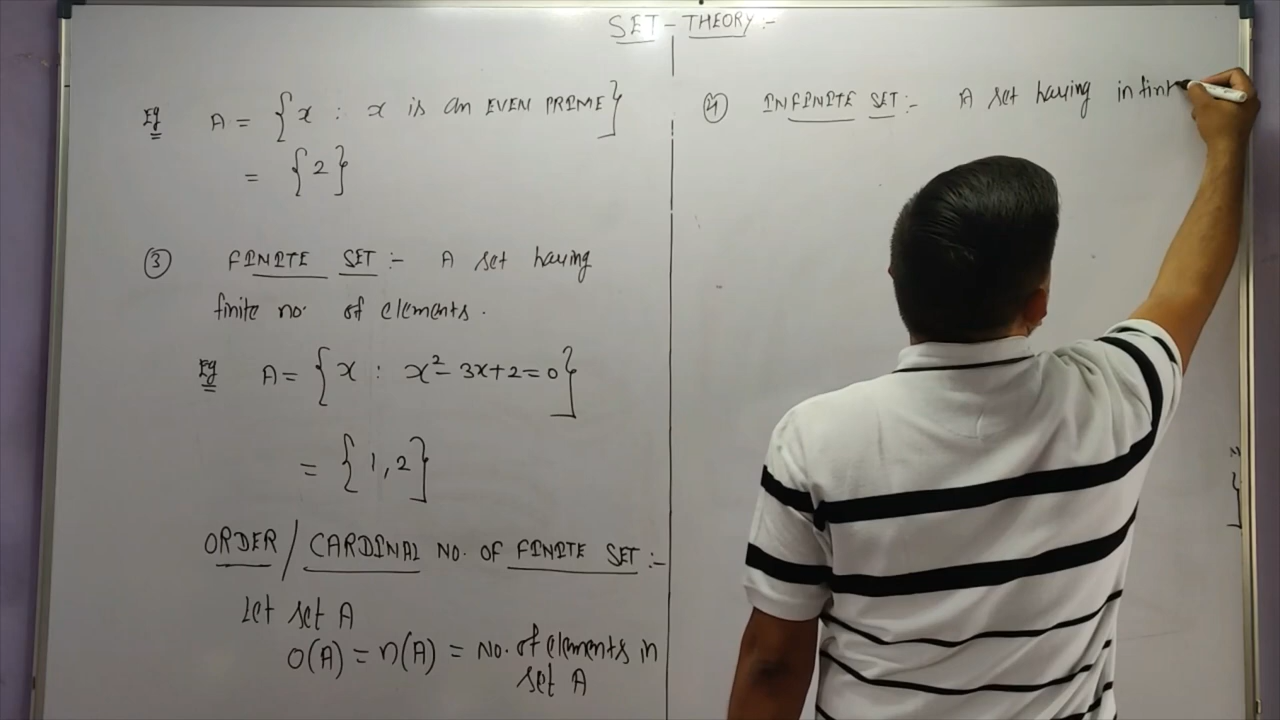 SET - THEORY :-
Eg A = { x : x is an EVEN PRIME }
= { 2 }
③ FINITE SET :- A set having
finite no. of elements.
Eg A = { x : x² - 3x + 2 = 0 }
= { 1, 2 }
ORDER / CARDINAL NO. OF FINITE SET :-
Let set A
O(A) = n(A) = No. of elements in
set A
④ INFINITE SET :- A set having infinit